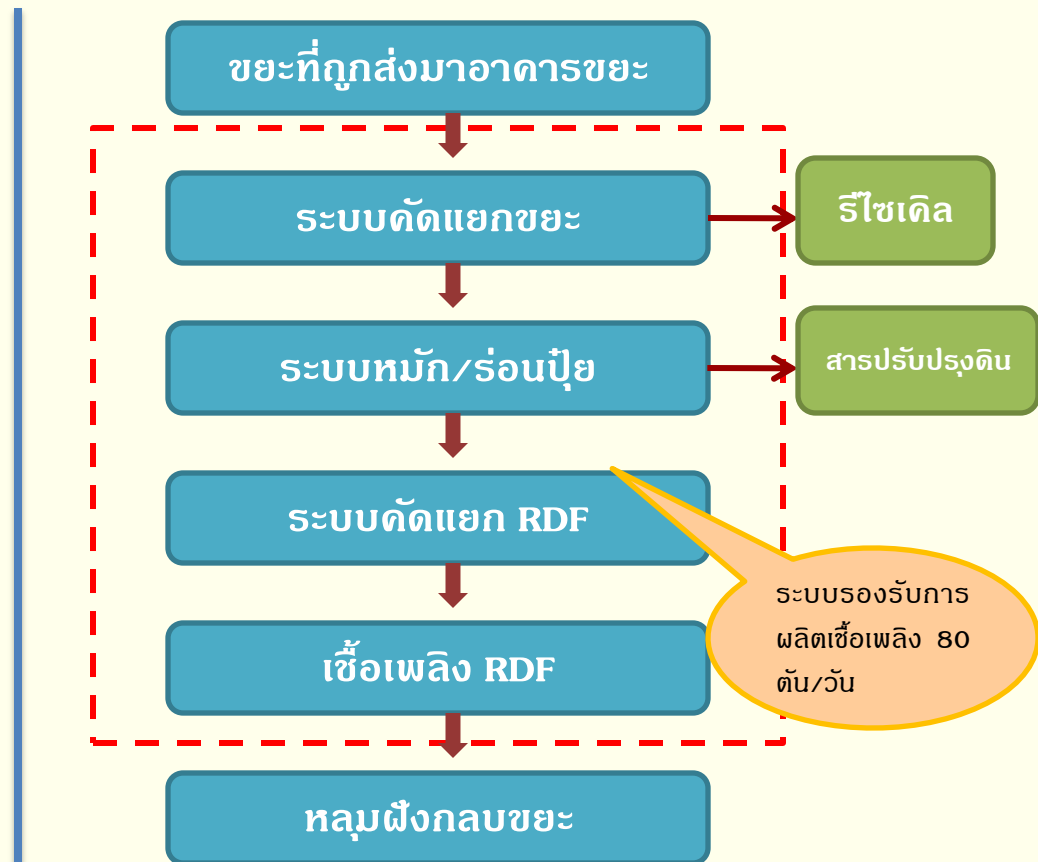 ขยะที่ถูกส่งมาอาคารขยะ
ระบบคัดแยกขยะ
รีไซเคิล
ระบบหมัก/ร่อนปุ๋ย
สารปรับปรุงดิน
ระบบคัดแยก RDF
ระบบรองรับการ
ผลิตเชื้อเพลิง 80
ตัน/วัน
เชื้อเพลิง RDF
หลุมฝังกลบขยะ